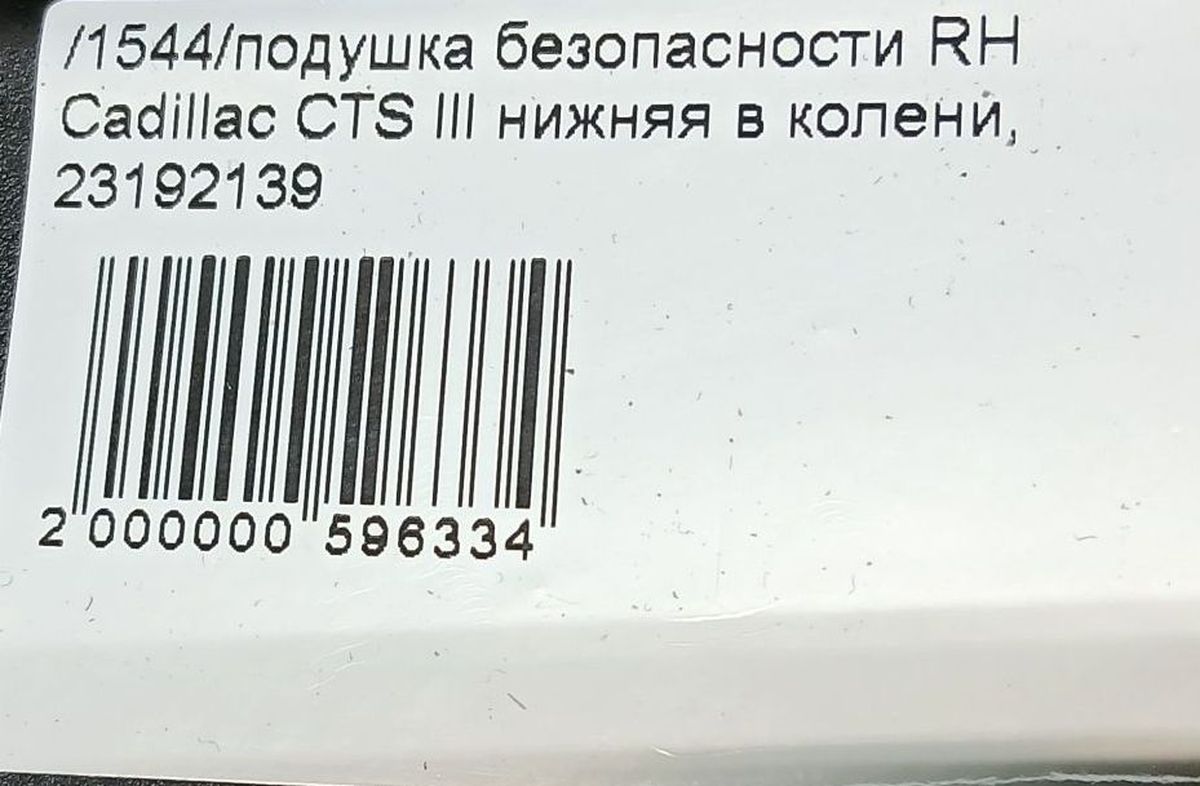 /1544/подушка безопасности RH
Cadillac CTS III нижняя в колени,
23192139
2 000000 596334